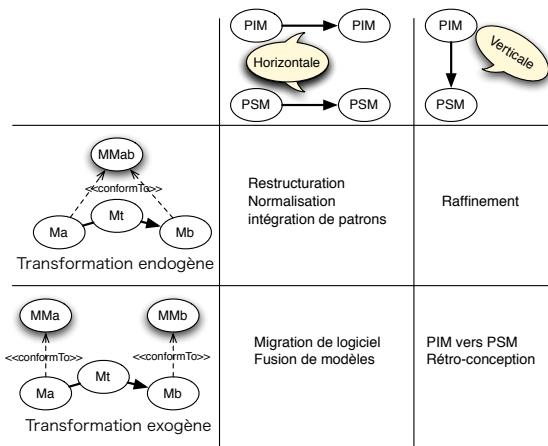 PIM PIM PIM
Horizontale
Verticale
PSM PSM PSM
MMab
<<conformTo>>
Mt
Ma Mb
Transformation endogène
Restructuration
Normalisation
intégration de patrons
Raffinement
MMa MMb
<<conformTo>> <<conformTo>>
Mt
Ma Mb
Transformation exogène
Migration de logiciel
Fusion de modèles
PIM vers PSM
Rétro-conception